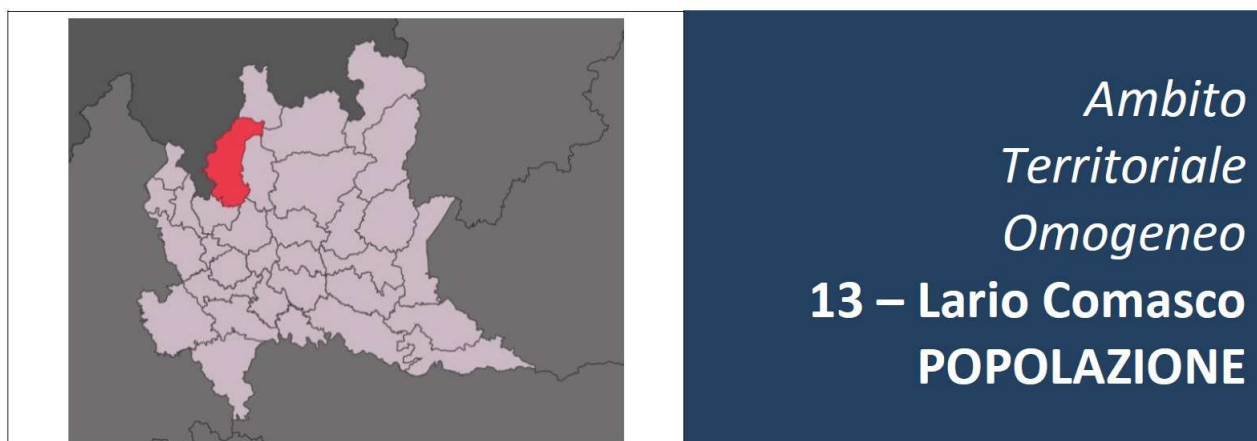 Ambito
Territoriale
Omogeneo
13 – Lario Comasco
POPOLAZIONE